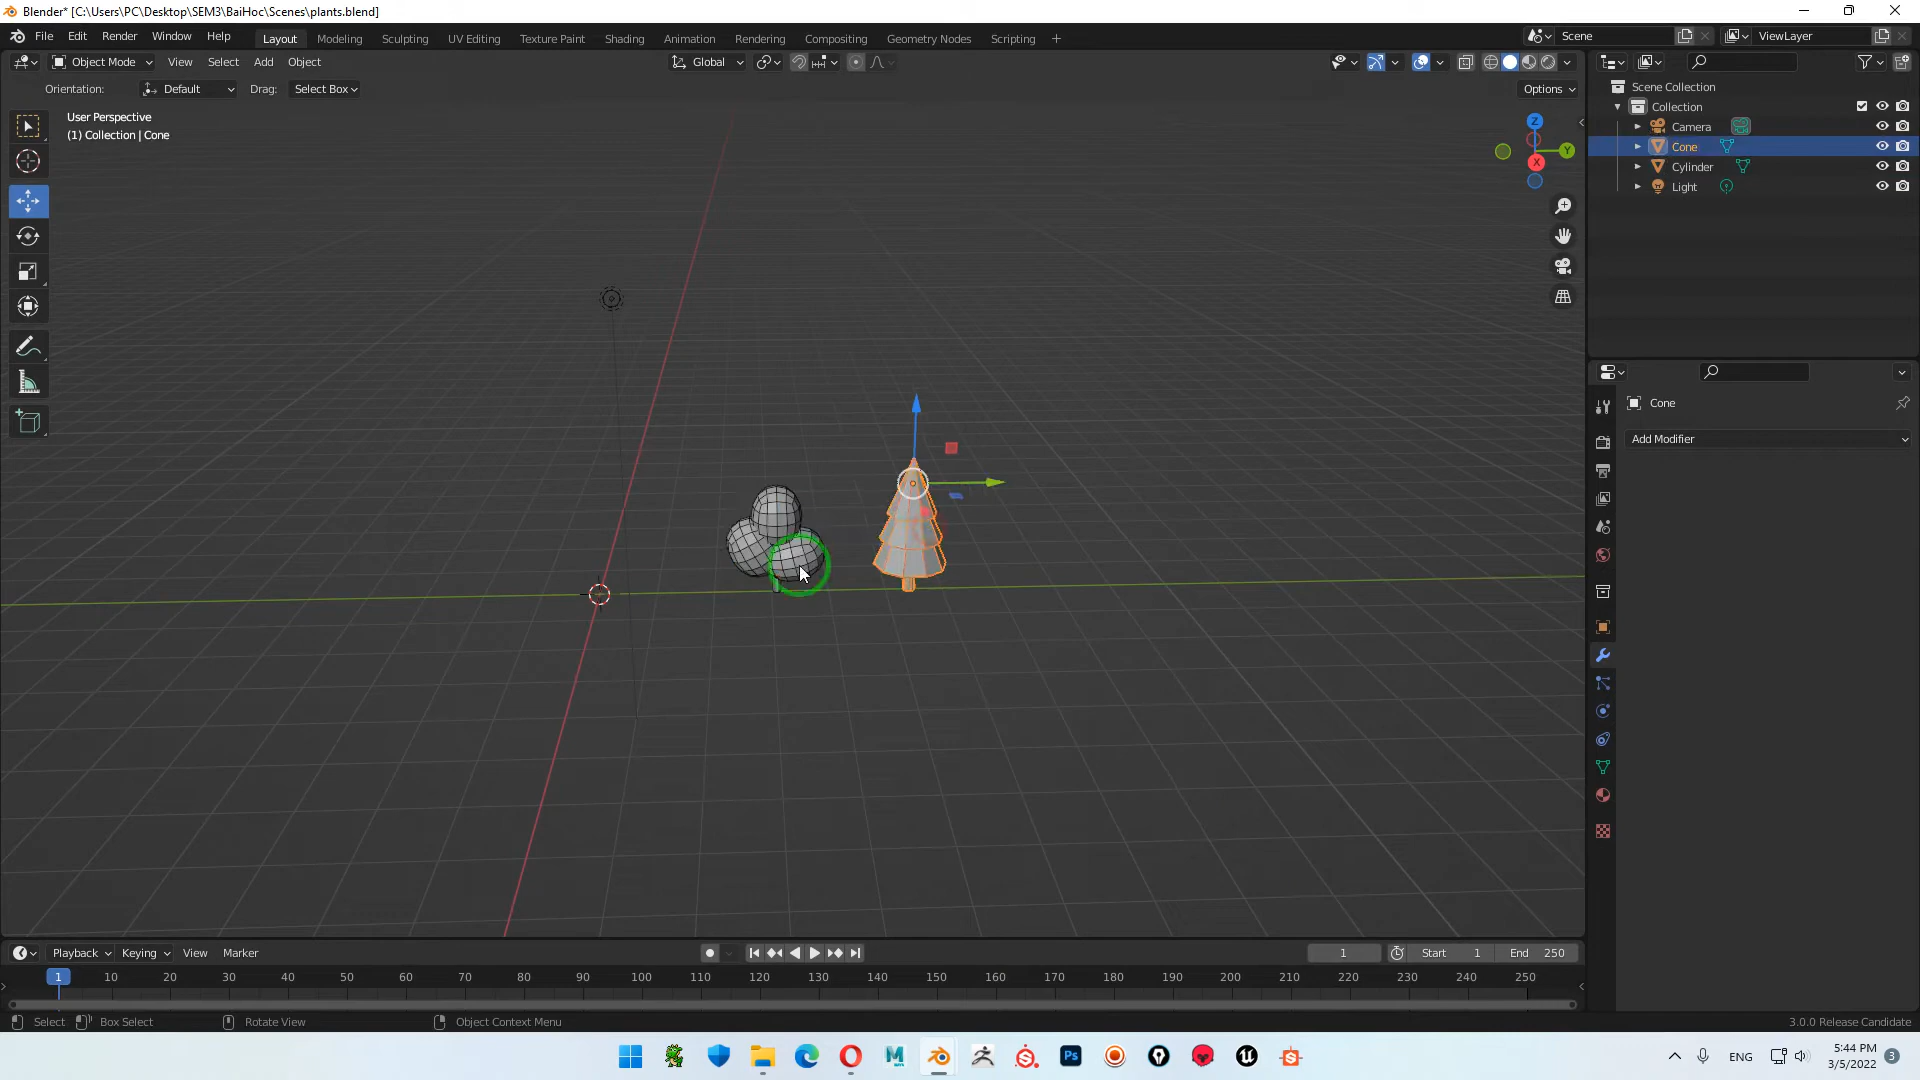 Blender* [C:\Users\PC\Desktop\SEM3\BaiHoc\Scenes\plants.blend]
File Edit Render Window Help Layout Modeling Sculpting UV Editing Texture Paint Shading Animation Rendering Compositing Geometry Nodes Scripting + Scene ViewLayer
Object Mode View Select Add Object Global
Orientation: Default Drag: Select Box Options
User Perspective
(1) Collection | Cone
Z
Y
X
Scene Collection
Collection
Camera
Cone
Cylinder
Light
Cone
Add Modifier
Playback Keying View Marker 1 Start 1 End 250
1 10 20 30 40 50 60 70 80 90 100 110 120 130 140 150 160 170 180 190 200 210 220 230 240 250
Select Box Select Rotate View Object Context Menu 3.0.0 Release Candidate
M Ps ENG 5:44 PM
3/5/2022 3